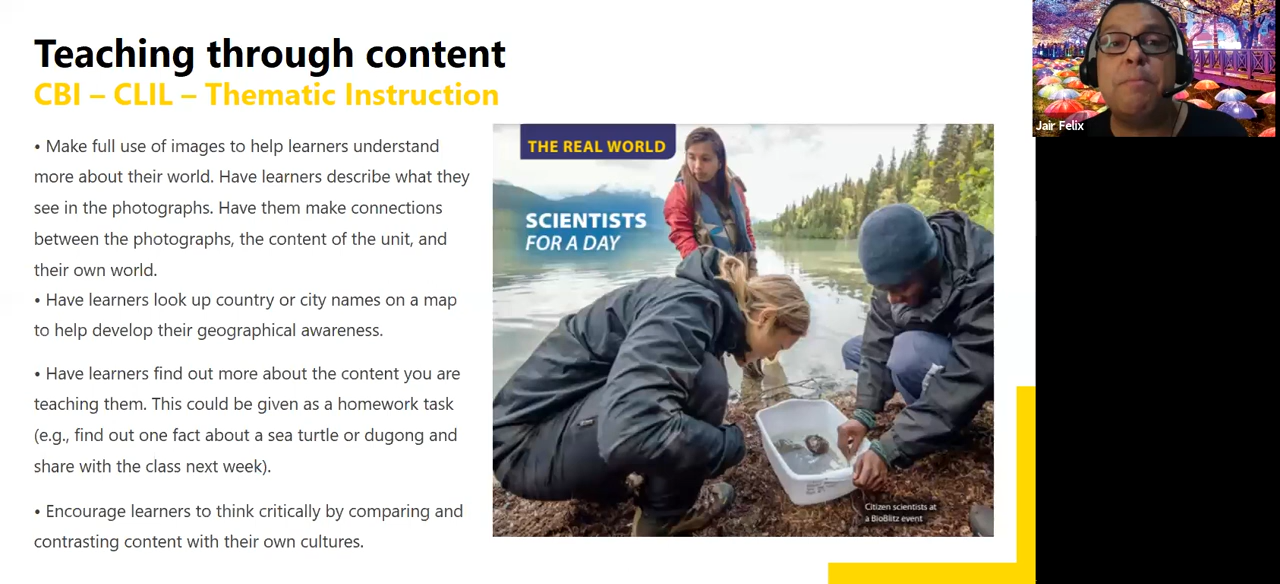 Teaching through content
CBI – CLIL – Thematic Instruction
• Make full use of images to help learners understand
more about their world. Have learners describe what they
see in the photographs. Have them make connections
between the photographs, the content of the unit, and
their own world.
• Have learners look up country or city names on a map
to help develop their geographical awareness.
• Have learners find out more about the content you are
teaching them. This could be given as a homework task
(e.g., find out one fact about a sea turtle or dugong and
share with the class next week).
• Encourage learners to think critically by comparing and
contrasting content with their own cultures.
THE REAL WORLD
SCIENTISTS
FOR A DAY
Citizen scientists at
a BioBlitz event
Jair Felix